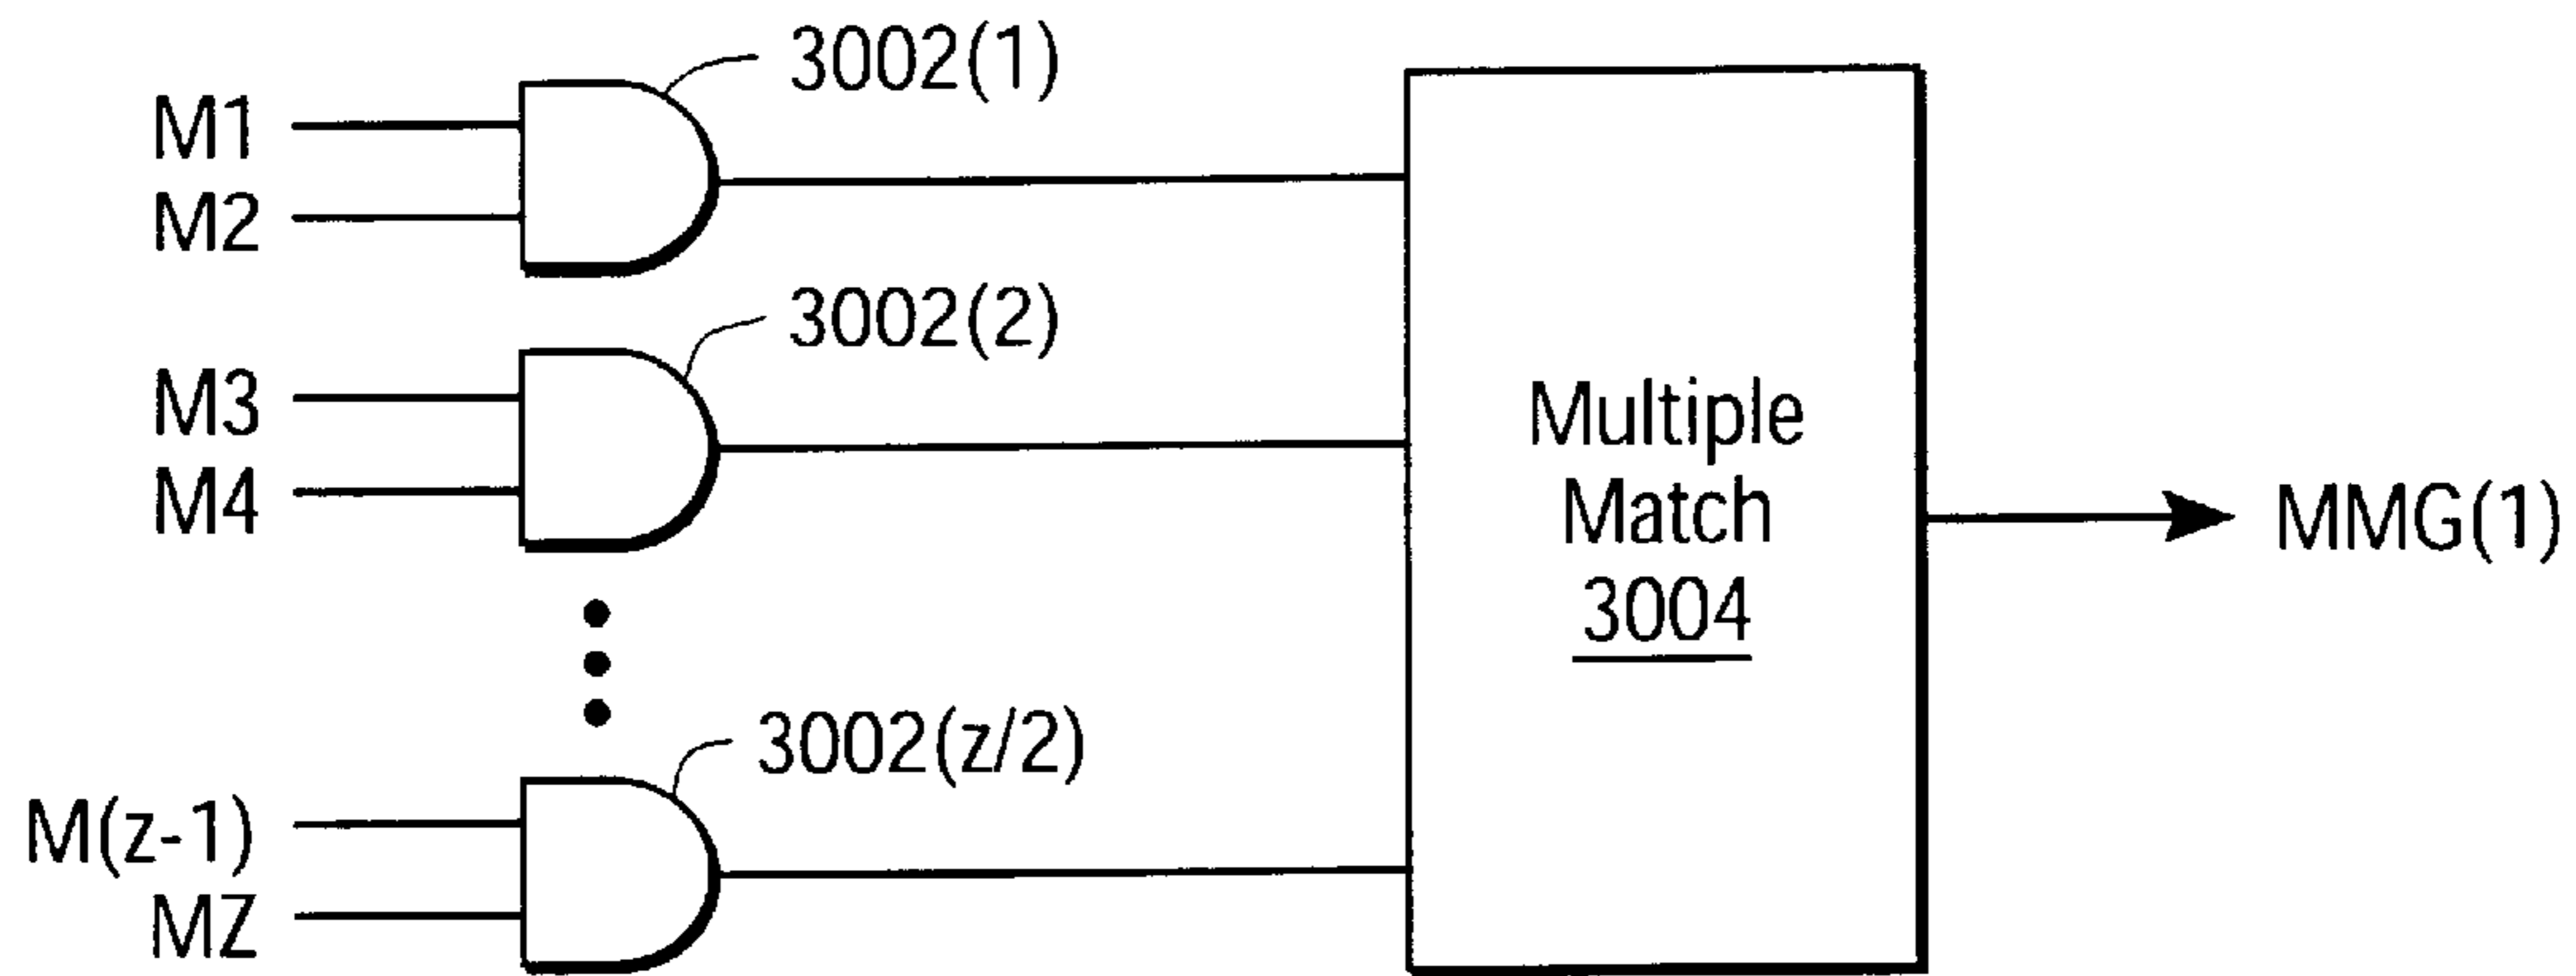 3002(1)
M1
M2
3002(2)
M3
M4
Multiple
Match
3004
MMG(1)
3002(z/2)
M(z-1)
MZ